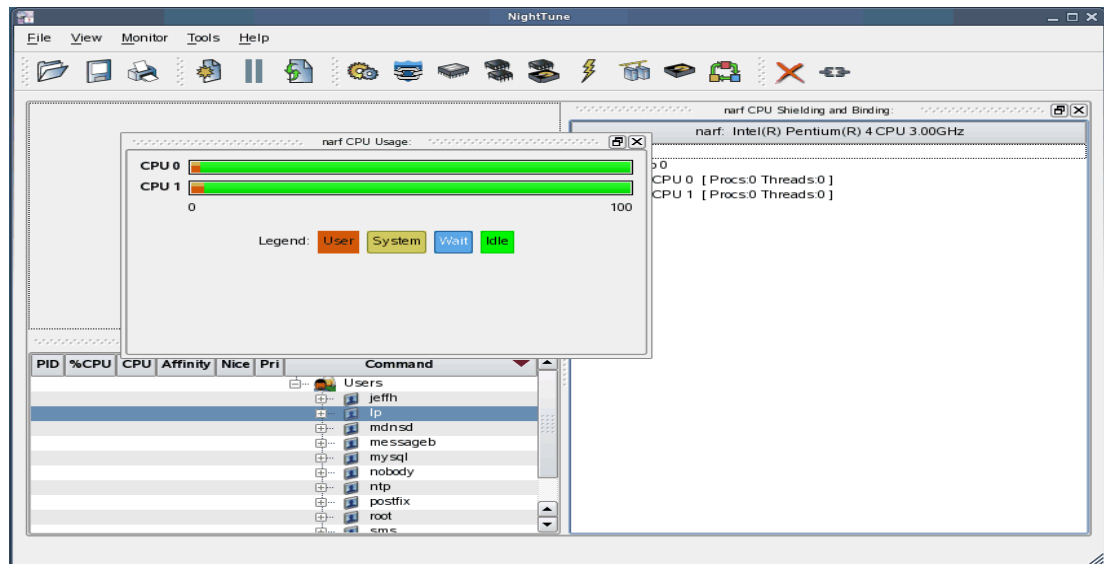 NightTune
File View Monitor Tools Help
narf CPU Shielding and Binding:
narf: Intel(R) Pentium(R) 4 CPU 3.00GHz
narf CPU Usage:
CPU 0
CPU 1
0 100
Legend: User System Wait Idle
0
CPU 0 [ Procs:0 Threads:0 ]
CPU 1 [ Procs:0 Threads:0 ]
PID %CPU CPU Affinity Nice Pri Command
Users
jeffh
lp
mdnsd
messageb
mysql
nobody
ntp
postfix
root
sms